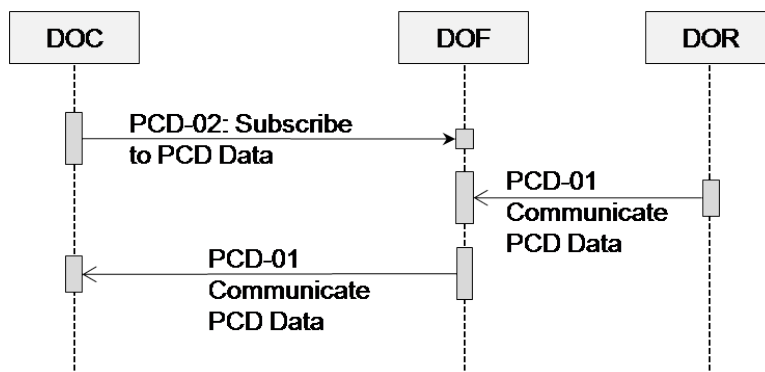 DOC
DOF
DOR
PCD-02: Subscribe
to PCD Data
PCD-01
Communicate
PCD Data
PCD-01
Communicate
PCD Data